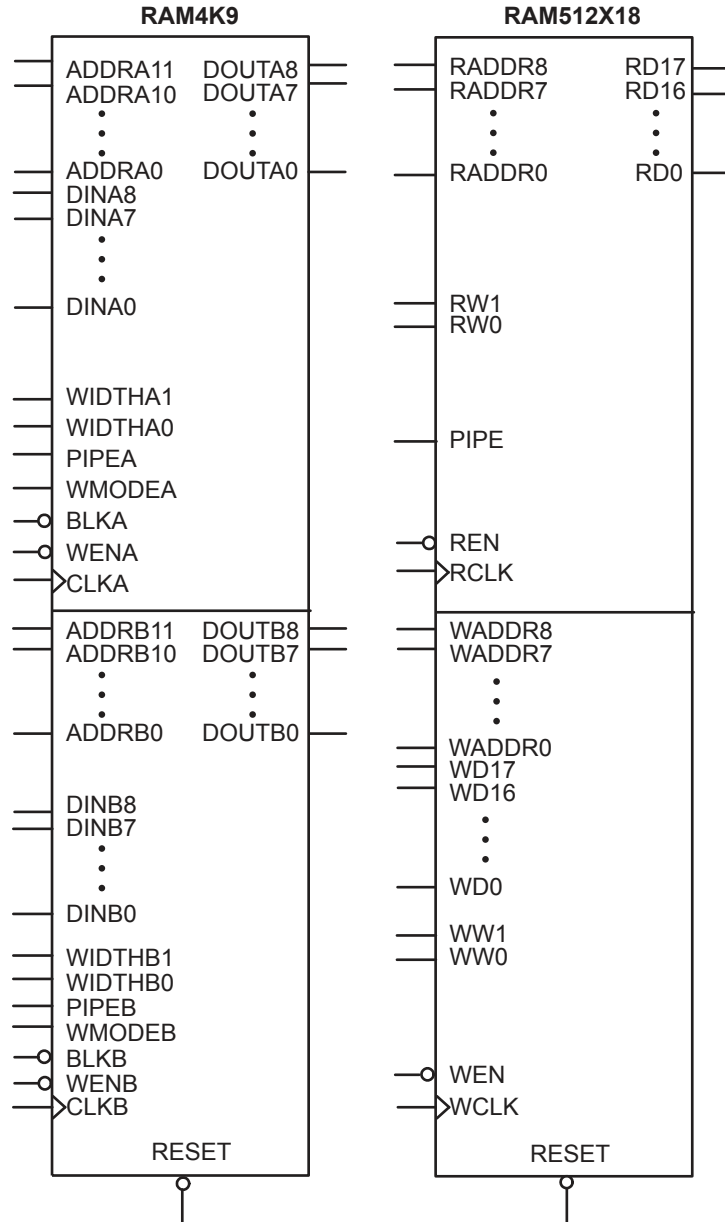 RAM4K9
ADDRA11 DOUTA8
ADDRA10 DOUTA7
ADDRA0 DOUTA0
DINA8
DINA7
DINA0
WIDTHA1
WIDTHA0
PIPEA
WMODEA
BLKA
WENA
CLKA
ADDRB11 DOUTB8
ADDRB10 DOUTB7
ADDRB0 DOUTB0
DINB8
DINB7
DINB0
WIDTHB1
WIDTHB0
PIPEB
WMODEB
BLKB
WENB
CLKB
RESET
RAM512X18
RADDR8 RD17
RADDR7 RD16
RADDR0 RD0
RW1
RW0
PIPE
REN
RCLK
WADDR8
WADDR7
WADDR0
WD17
WD16
WD0
WW1
WW0
WEN
WCLK
RESET